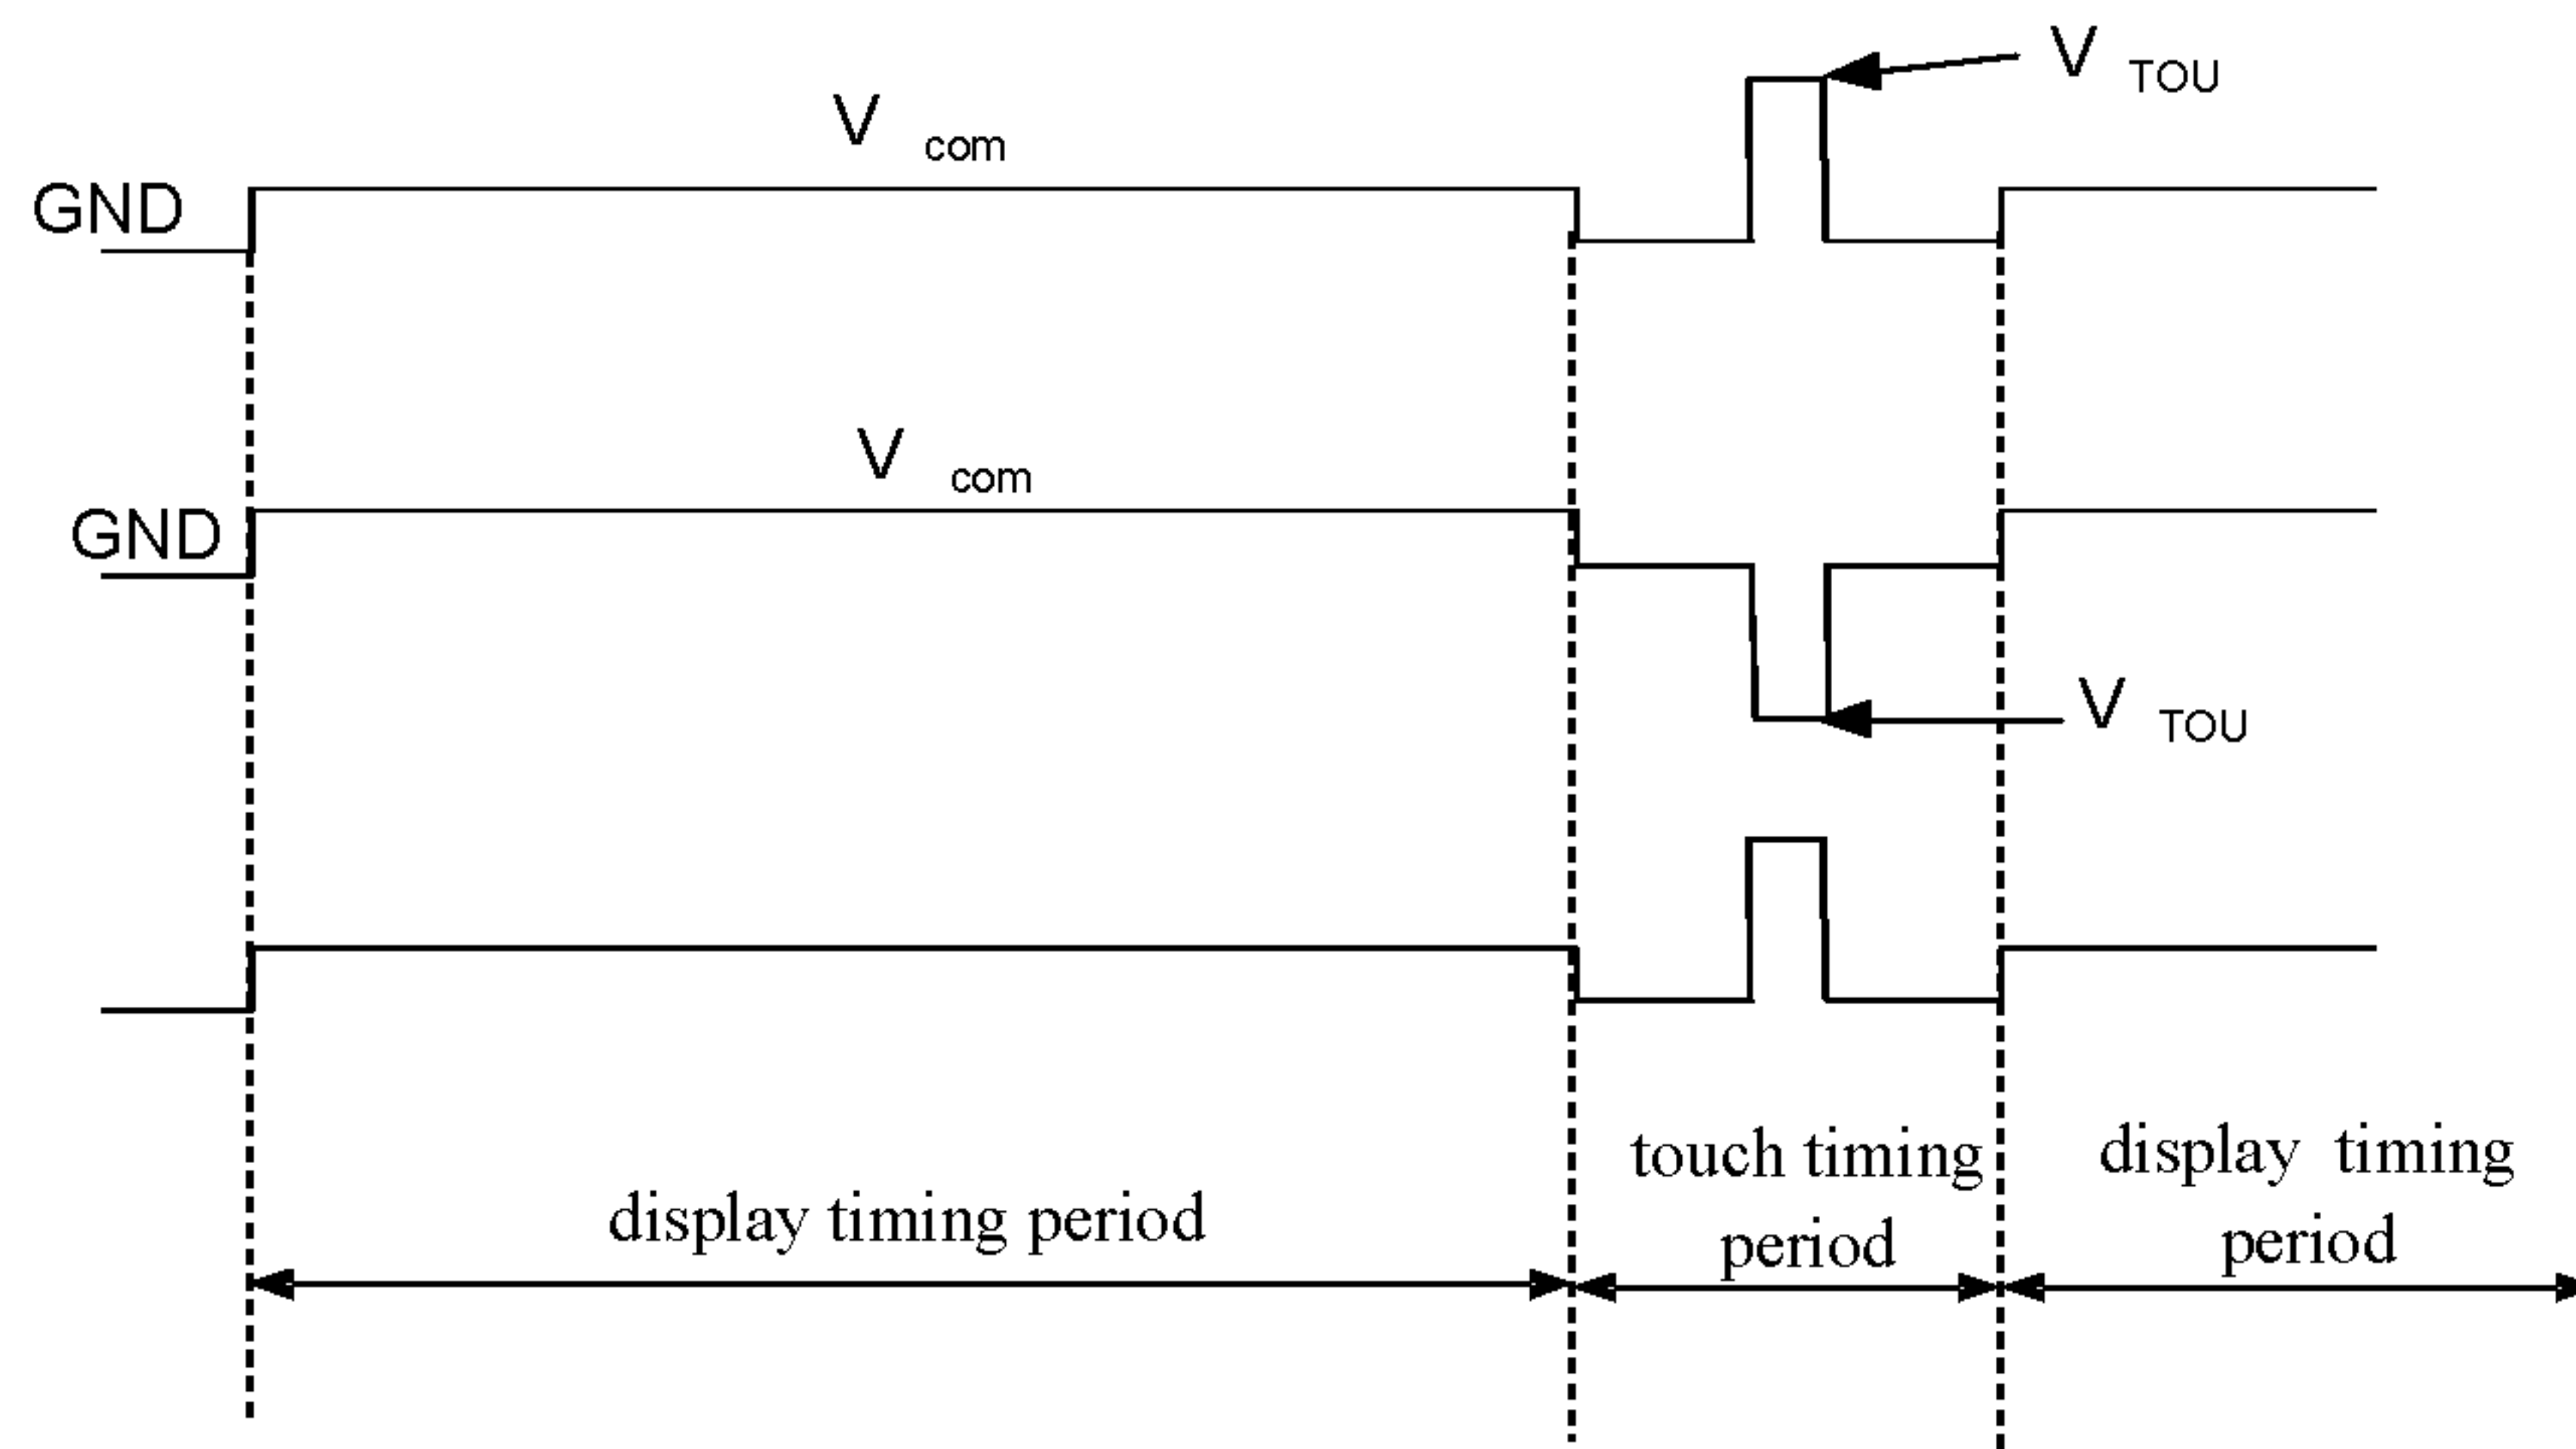 V TOU
V com
GND
V com
GND
V TOU
touch timing period
display timing period
display timing period